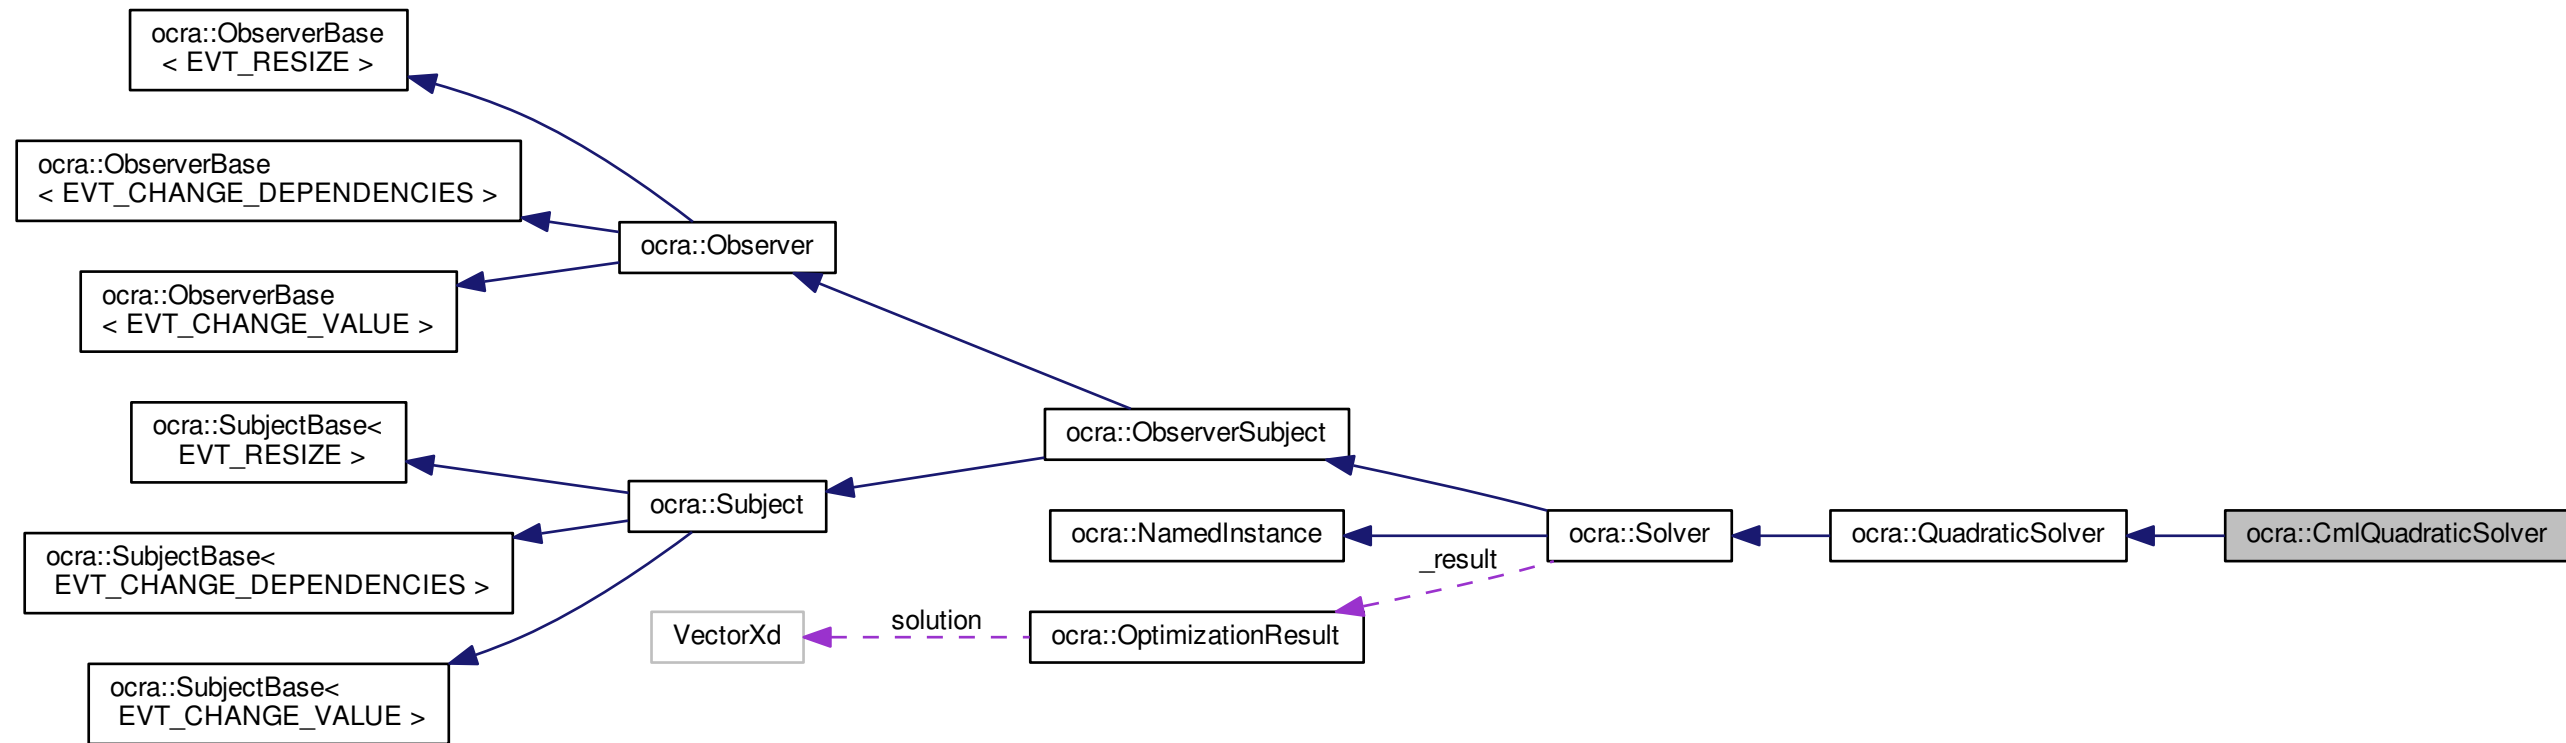 ocra::ObserverBase
< EVT_RESIZE >
ocra::ObserverBase
< EVT_CHANGE_DEPENDENCIES >
ocra::Observer
ocra::ObserverBase
< EVT_CHANGE_VALUE >
ocra::SubjectBase<
EVT_RESIZE >
ocra::ObserverSubject
ocra::Subject
ocra::SubjectBase<
EVT_CHANGE_DEPENDENCIES >
ocra::NamedInstance
ocra::Solver
ocra::QuadraticSolver
ocra::CmlQuadraticSolver
_result
solution
VectorXd
ocra::OptimizationResult
ocra::SubjectBase<
EVT_CHANGE_VALUE >